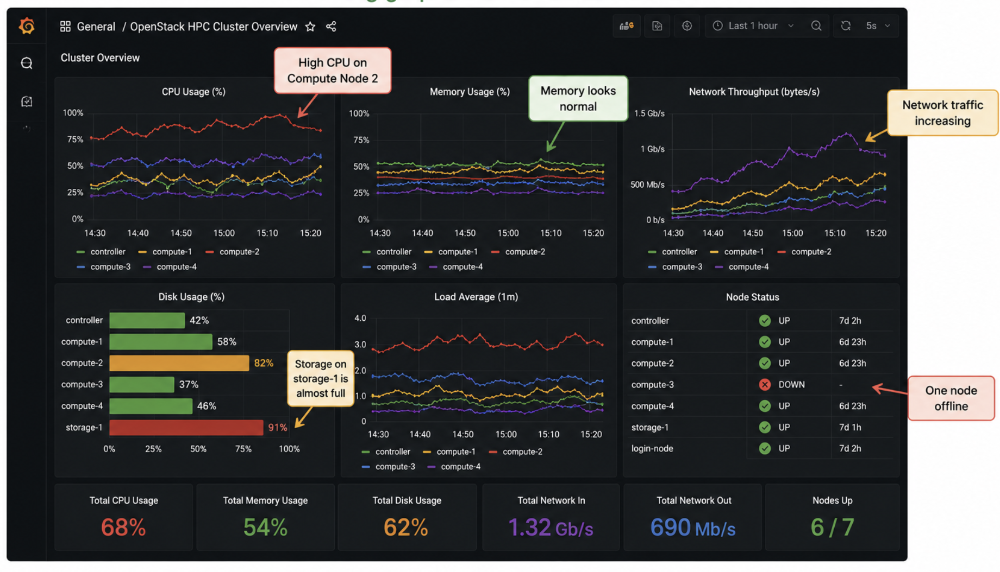 General / OpenStack HPC Cluster Overview
Last 1 hour
5s
Cluster Overview
High CPU on
Compute Node 2
CPU Usage (%)
100%
75%
50%
25%
0%
14:30 14:40 14:50 15:00 15:10 15:20
controller compute-1 compute-2
compute-3 compute-4
Memory Usage (%)
Memory looks
normal
100%
75%
50%
25%
0%
14:30 14:40 14:50 15:00 15:10 15:20
controller compute-1 compute-2
compute-3 compute-4
Network Throughput (bytes/s)
Network traffic
increasing
1.5 Gb/s
1 Gb/s
500 Mb/s
0 b/s
14:30 14:40 14:50 15:00 15:10 15:20
controller compute-1 compute-2
compute-3 compute-4
Disk Usage (%)
controller 42%
compute-1 58%
compute-2 82%
compute-3 37%
compute-4 46%
storage-1 91%
0% 25% 50% 75% 100%
Storage on
storage-1 is
almost full
Load Average (1m)
4.0
3.0
2.0
1.0
0
14:30 14:40 14:50 15:00 15:10 15:20
controller compute-1 compute-2
compute-3 compute-4
Node Status
controller UP 7d 2h
compute-1 UP 6d 23h
compute-2 UP 6d 23h
compute-3 DOWN -
compute-4 UP 6d 23h
storage-1 UP 7d 1h
login-node UP 7d 2h
One node
offline
Total CPU Usage
68%
Total Memory Usage
54%
Total Disk Usage
62%
Total Network In
1.32 Gb/s
Total Network Out
690 Mb/s
Nodes Up
6 / 7